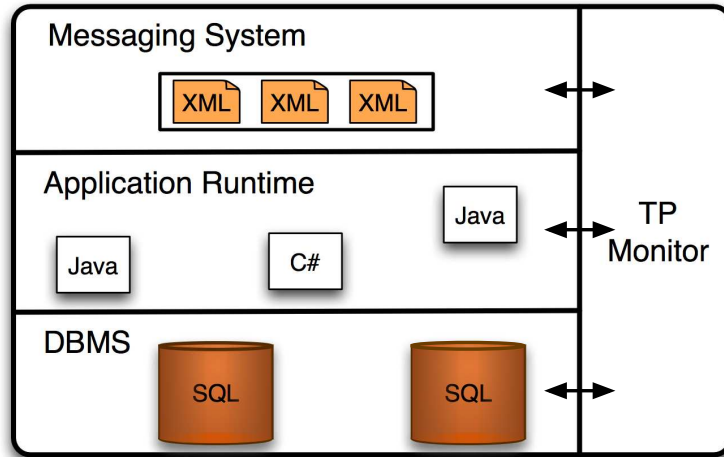 Messaging System
XML XML XML
Application Runtime
Java
Java
C#
TP
Monitor
DBMS
SQL
SQL